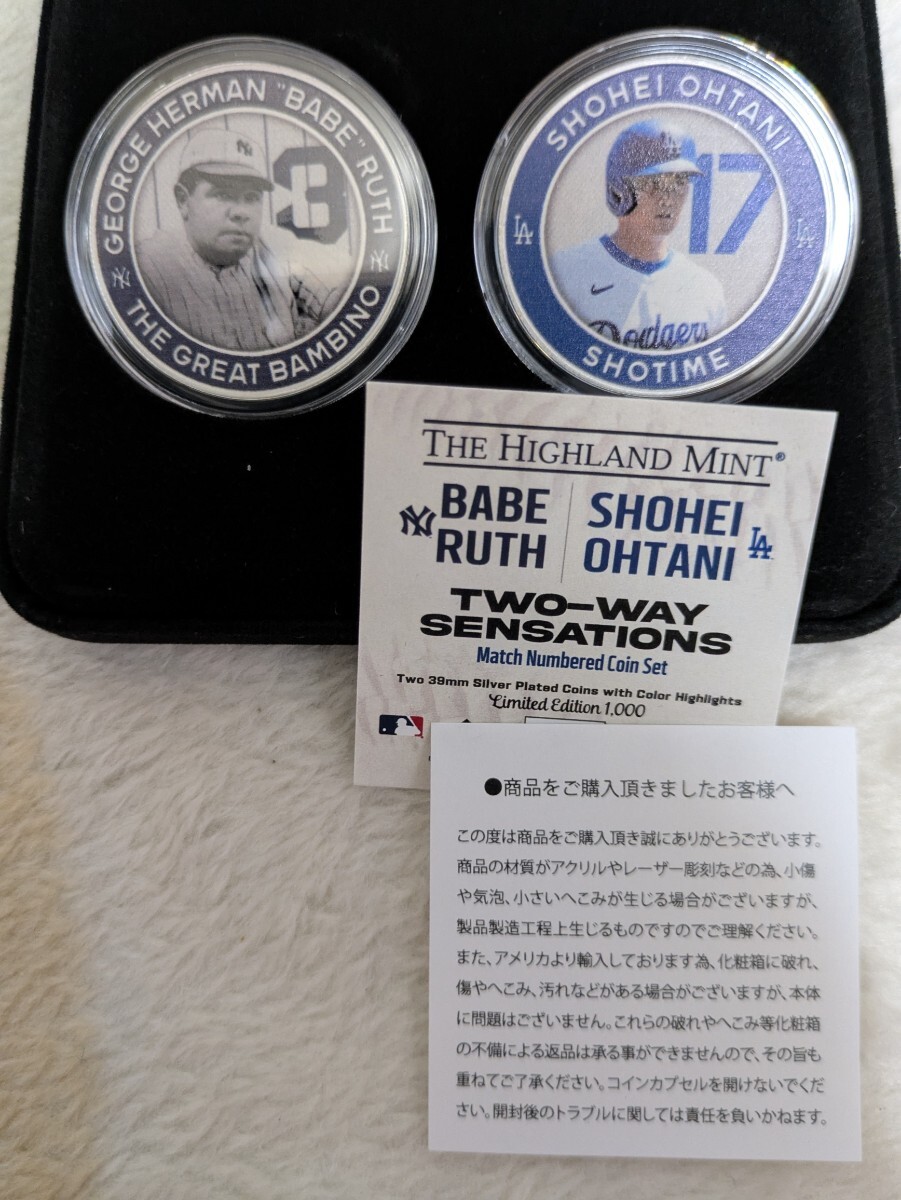 GEORGE HERMAN "BABE" RUTH
NY
3
NY
NY
THE GREAT BAMBINO
SHOHEI OHTANI
17
LA
LA
Dodgers
SHOTIME
THE HIGHLAND MINT®
NY BABE RUTH
SHOHEI OHTANI LA
TWO-WAY
SENSATIONS
Match Numbered Coin Set
Two 39mm Silver Plated Coins with Color Highlights
Limited Edition 1,000
●商品をご購入頂きましたお客様へ
この度は商品をご購入頂き誠にありがとうございます。
商品の材質がアクリルやレーザー彫刻などの為、小傷
や気泡、小さいへこみが生じる場合がございますが、
製品製造工程上生じるものですのでご理解ください。
また、アメリカより輸入しております為、化粧箱に破れ、
傷やへこみ、汚れなどがある場合がございますが、本体
に問題はございません。これらの破れやへこみ等化粧箱
の不備による返品は承る事ができませんので、その旨も
重ねてご了承ください。コインカプセルを開けないでくだ
さい。開封後のトラブルに関しては責任を負いかねます。